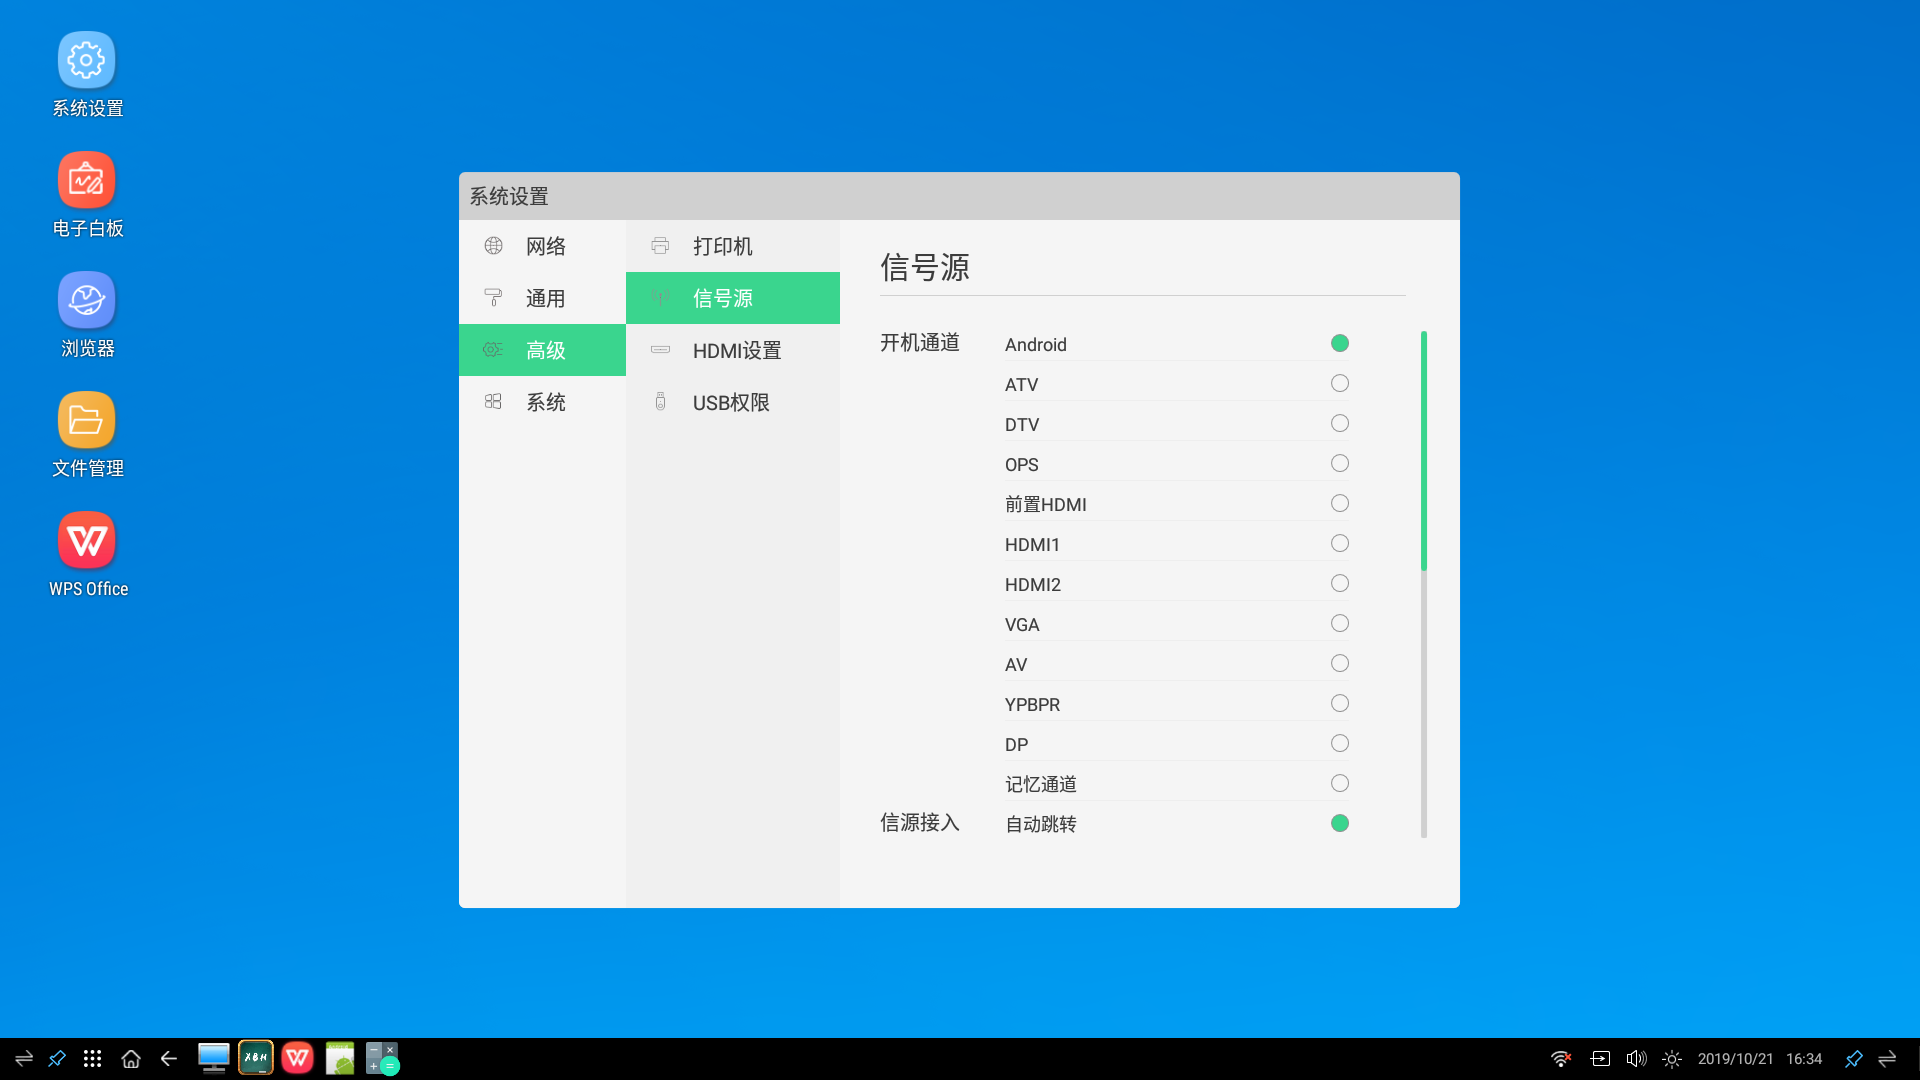 系统设置
电子白板
浏览器
文件管理
WPS Office
系统设置
网络
通用
高级
系统
打印机
信号源
HDMI设置
USB权限
信号源
开机通道
Android
ATV
DTV
OPS
前置HDMI
HDMI1
HDMI2
VGA
AV
YPBPR
DP
记忆通道
信源接入
自动跳转
XBH
2019/10/21 16:34